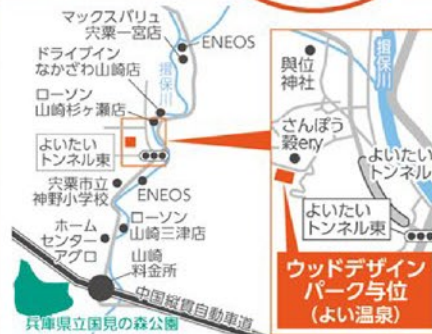 マックスバリュ
宍粟一宮店
ENEOS
ドライブイン
なかざわ山崎店
揖保川
ローソン
山崎杉ヶ瀬店
よいたい
トンネル東
宍粟市立
神野小学校
ENEOS
ホーム
センター
アグロ
ローソン
山崎三津店
山崎
料金所
中国縦貫自動車道
兵庫県立国見の森公園
揖保川
與位
神社
さんぽう
穀ery
よいたい
トンネル
よいたい
トンネル東
ウッドデザイン
パーク与位
(よい温泉)